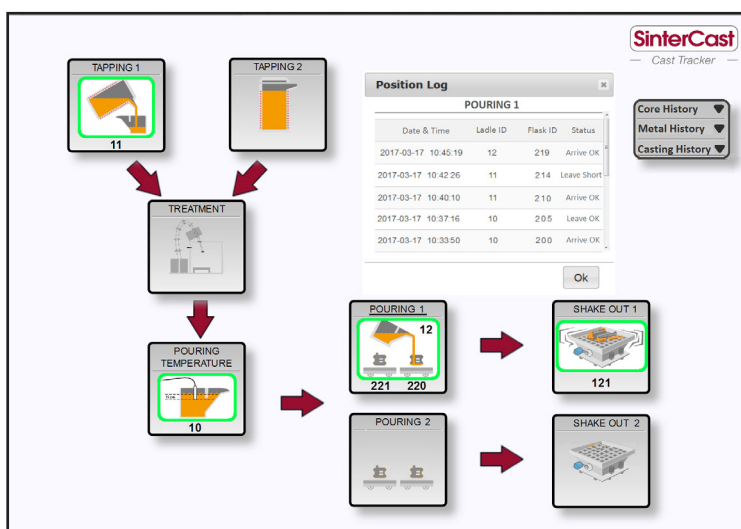 SinterCast
Cast Tracker
TAPPING 1
11
TAPPING 2
Position Log
POURING 1
Date & Time Ladle ID Flask ID Status
2017-03-17 10:45:19 12 219 Arrive OK
2017-03-17 10:42:26 11 214 Leave Short
2017-03-17 10:40:10 11 210 Arrive OK
2017-03-17 10:37:16 10 205 Leave OK
2017-03-17 10:33:50 10 200 Arrive OK
Ok
Core History
Metal History
Casting History
TREATMENT
POURING
TEMPERATURE
10
POURING 1
12
221 220
SHAKE OUT 1
121
POURING 2
SHAKE OUT 2